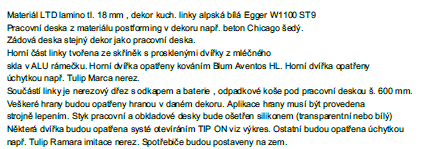 Materiál LTD lamino tl. 18 mm , dekor kuch. linky alpská bílá Egger W1100 ST9
Pracovní deska z materiálu postforming v dekoru např. beton Chicago šedý.
Zádová deska stejný dekor jako pracovní deska.
Horní část linky tvořena ze skříněk s prosklenými dvířky z mléčného
skla v ALU rámečku. Horní dvířka opatřeny kováním Blum Aventos HL. Horní dvířka opatřeny
úchytkou např. Tulip Marca nerez.
Součástí linky je nerezový dřez s odkapem a baterie , odpadkové koše pod pracovní deskou š. 600 mm.
Veškeré hrany budou opatřeny hranou v daném dekoru. Aplikace hrany musí být provedena
strojně lepením. Styk pracovní a obkladové desky bude ošetřen silikonem (transparentní nebo bílý)
Některá dvířka budou opatřena systé otevíráním TIP ON viz výkres. Ostatní budou opatřena úchytkou
např. Tulip Ramara imitace nerez. Spotřebiče budou postaveny na zem.